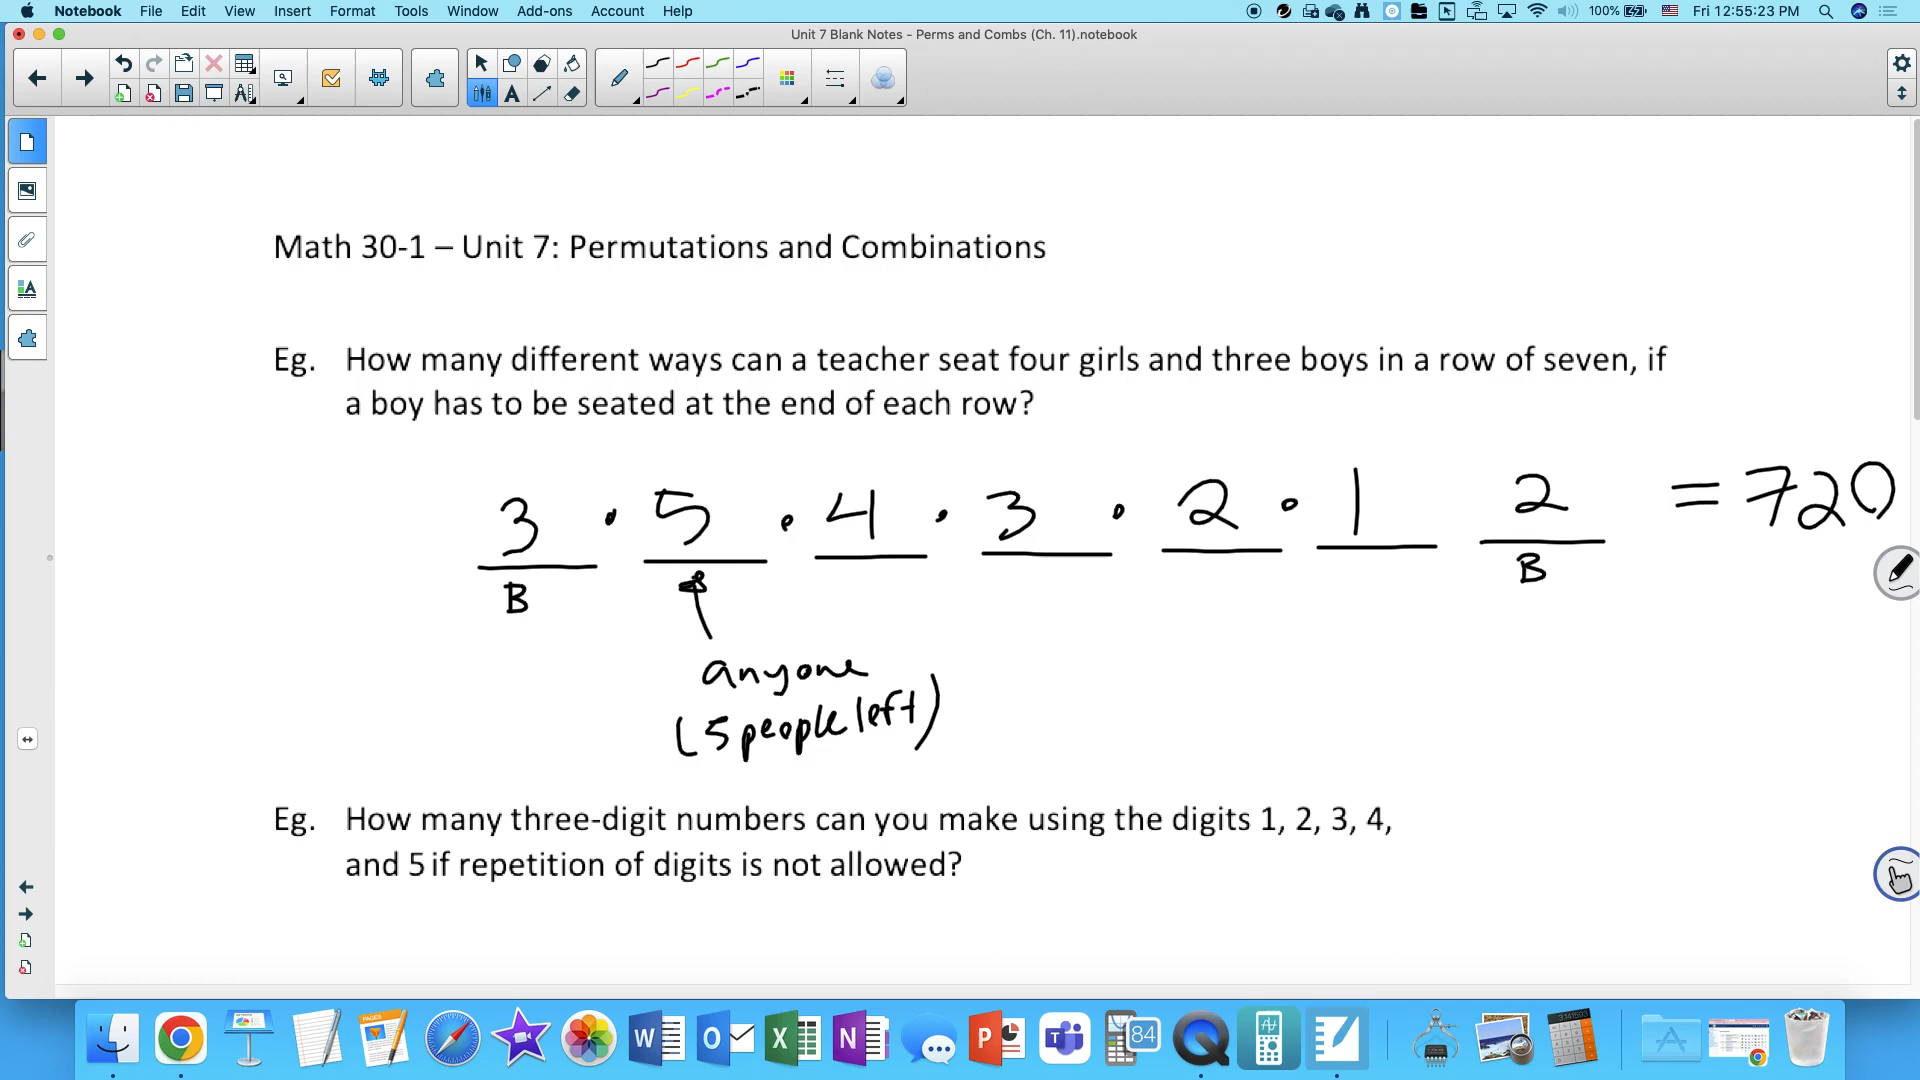 Notebook File Edit View Insert Format Tools Window Add-ons Account Help 100% Fri 12:55:23 PM
Unit 7 Blank Notes - Perms and Combs (Ch. 11).notebook
Math 30-1 – Unit 7: Permutations and Combinations
Eg. How many different ways can a teacher seat four girls and three boys in a row of seven, if
a boy has to be seated at the end of each row?
3 · 5 · 4 · 3 · 2 · 1 2 = 720
B B
anyone
(5 people left)
Eg. How many three-digit numbers can you make using the digits 1, 2, 3, 4,
and 5 if repetition of digits is not allowed?